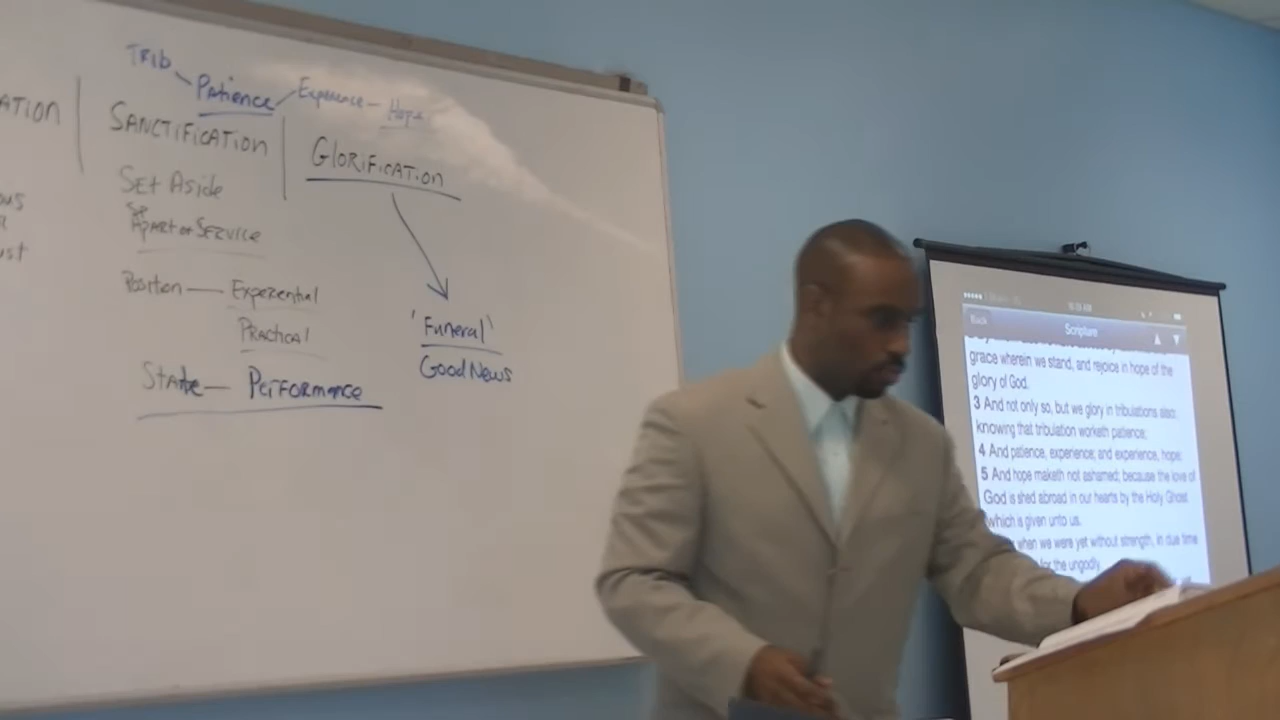 Trib Patience Experience Hope
ATION
SANCTIFICATION
GLORIFICATION
Set Aside
Apart of Service
Position — Experiential
Practical
State — Performance
'Funeral'
Good News
ous
ust
Back Scripture
grace wherein we stand, and rejoice in hope of the
glory of God.
3 And not only so, but we glory in tribulations also:
knowing that tribulation worketh patience;
4 And patience, experience; and experience, hope:
5 And hope maketh not ashamed; because the love of
God is shed abroad in our hearts by the Holy Ghost
which is given unto us.
when we were yet without strength, in due time
for the ungodly.